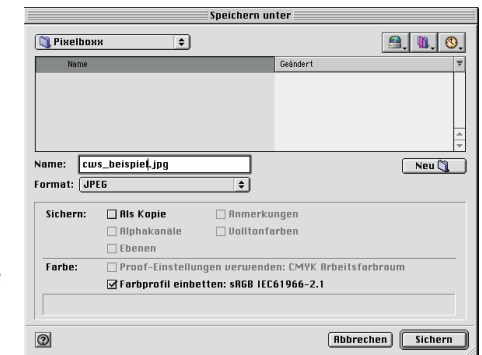 Speichern unter
Pixelboxx
Name Geändert
Name: cws_beispiel.jpg Neu
Format: JPEG
Sichern: Als Kopie Anmerkungen
Alphakanäle Volltonfarben
Ebenen
Farbe: Proof-Einstellungen verwenden: CMYK Arbeitsfarbraum
Farbprofil einbetten: sRGB IEC61966-2.1
? Abbrechen Sichern